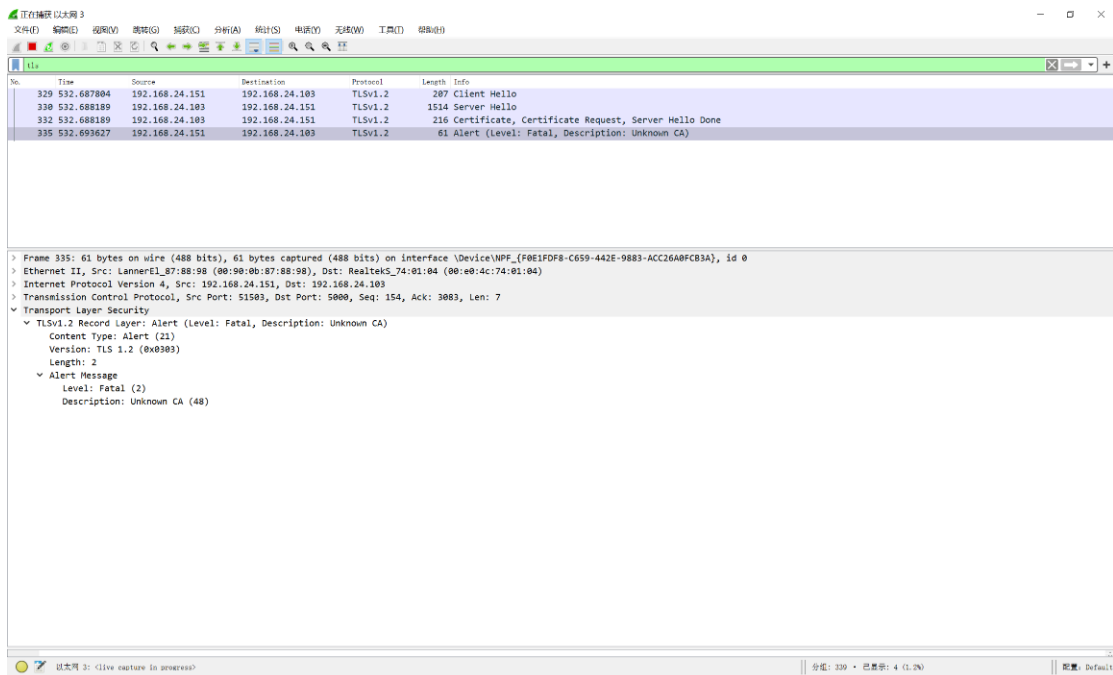 正在捕获 以太网 3
文件(F) 编辑(E) 视图(V) 跳转(G) 捕获(C) 分析(A) 统计(S) 电话(Y) 无线(W) 工具(T) 帮助(H)
tls
No. Time Source Destination Protocol Length Info
329 532.687804 192.168.24.151 192.168.24.103 TLSv1.2 207 Client Hello
330 532.688189 192.168.24.103 192.168.24.151 TLSv1.2 1514 Server Hello
332 532.688189 192.168.24.103 192.168.24.151 TLSv1.2 216 Certificate, Certificate Request, Server Hello Done
335 532.693627 192.168.24.151 192.168.24.103 TLSv1.2 61 Alert (Level: Fatal, Description: Unknown CA)
Frame 335: 61 bytes on wire (488 bits), 61 bytes captured (488 bits) on interface \Device\NPF_{F0E1FDF8-C659-442E-9883-ACC26A0FCB3A}, id 0
Ethernet II, Src: LannerEl_87:88:98 (00:90:0b:87:88:98), Dst: RealtekS_74:01:04 (00:e0:4c:74:01:04)
Internet Protocol Version 4, Src: 192.168.24.151, Dst: 192.168.24.103
Transmission Control Protocol, Src Port: 51503, Dst Port: 5000, Seq: 154, Ack: 3083, Len: 7
Transport Layer Security
TLSv1.2 Record Layer: Alert (Level: Fatal, Description: Unknown CA)
Content Type: Alert (21)
Version: TLS 1.2 (0x0303)
Length: 2
Alert Message
Level: Fatal (2)
Description: Unknown CA (48)
以太网 3: <live capture in progress> 分组: 339 · 已显示: 4 (1.2%) 配置: Default